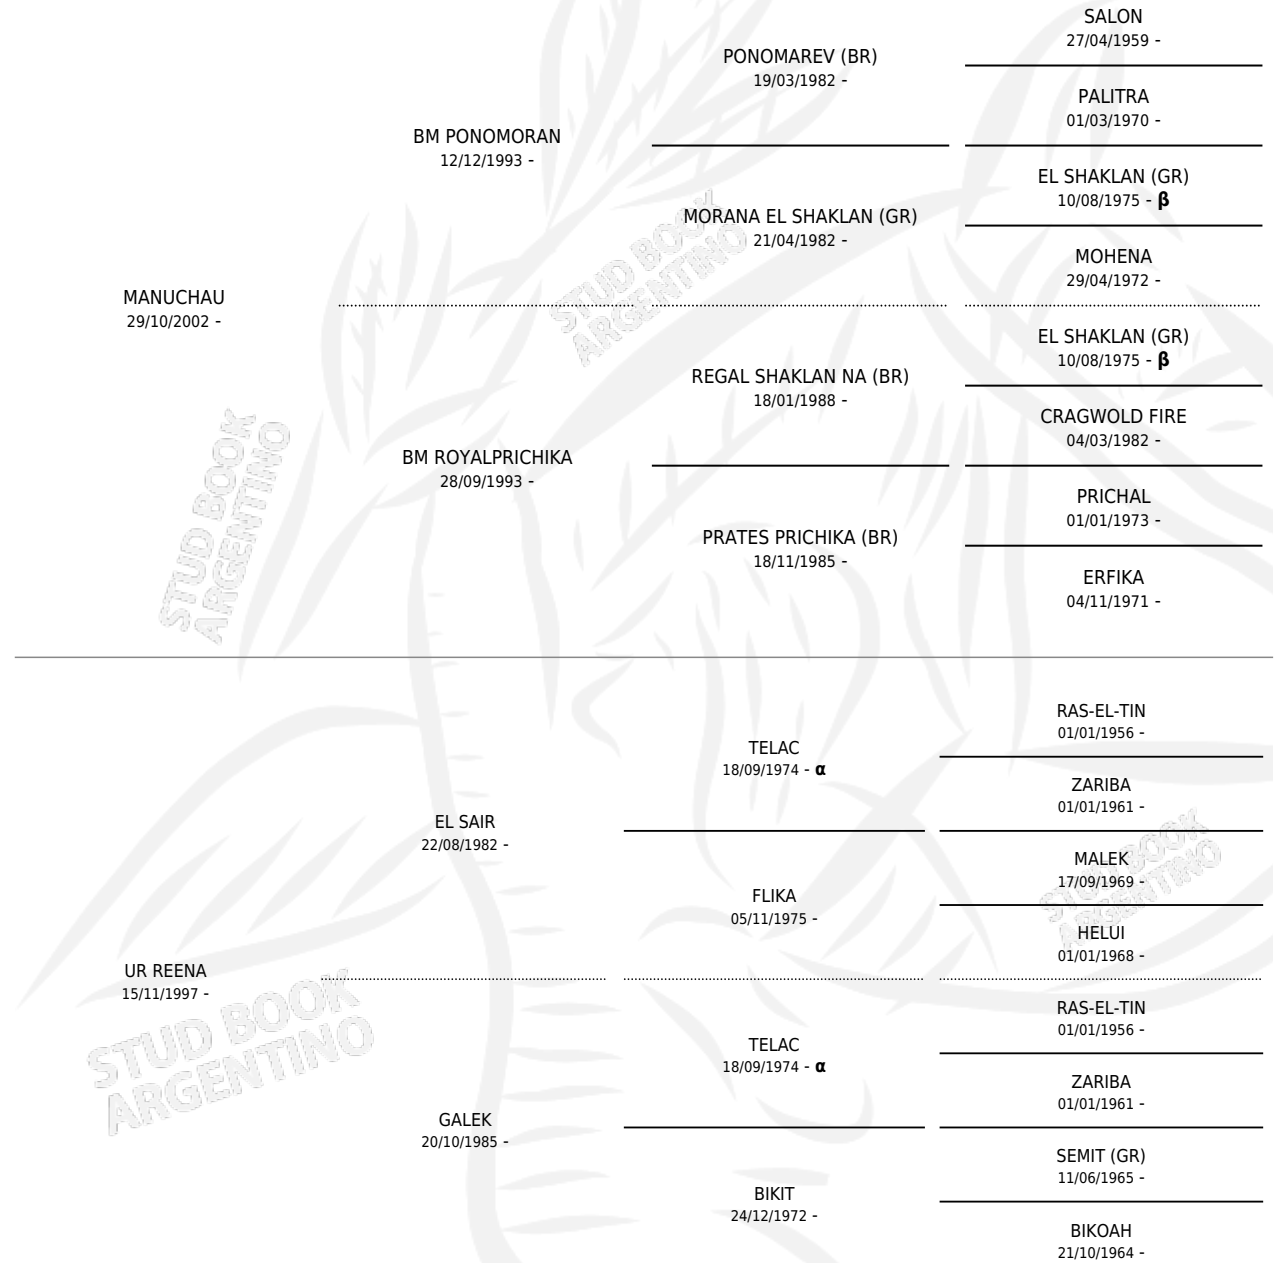 SALON
27/04/1959 -
PONOMAREV (BR)
19/03/1982 -
PALITRA
01/03/1970 -
BM PONOMORAN
12/12/1993 -
EL SHAKLAN (GR)
10/08/1975 - β
MORANA EL SHAKLAN (GR)
21/04/1982 -
MOHENA
29/04/1972 -
MANUCHAU
29/10/2002 -
EL SHAKLAN (GR)
10/08/1975 - β
REGAL SHAKLAN NA (BR)
18/01/1988 -
CRAGWOLD FIRE
04/03/1982 -
BM ROYALPRICHIKA
28/09/1993 -
PRICHAL
01/01/1973 -
PRATES PRICHIKA (BR)
18/11/1985 -
ERFIKA
04/11/1971 -
STUD BOOK
ARGENTINO
STUD BOOK
ARGENTINO
RAS-EL-TIN
01/01/1956 -
TELAC
18/09/1974 - α
ZARIBA
01/01/1961 -
EL SAIR
22/08/1982 -
MALEK
17/09/1969 -
FLIKA
05/11/1975 -
HELUI
01/01/1968 -
UR REENA
15/11/1997 -
RAS-EL-TIN
01/01/1956 -
TELAC
18/09/1974 - α
ZARIBA
01/01/1961 -
GALEK
20/10/1985 -
SEMIT (GR)
11/06/1965 -
BIKIT
24/12/1972 -
BIKOAH
21/10/1964 -
STUD BOOK
ARGENTINO
STUD BOOK
ARGENTINO